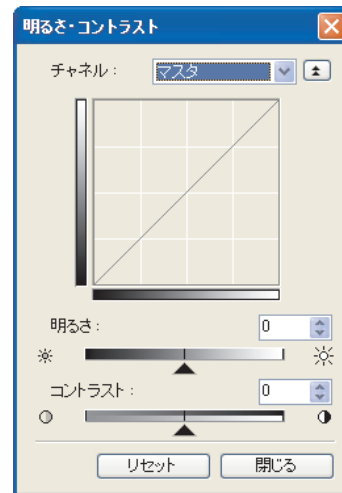 明るさ・コントラスト
チャネル： マスタ
明るさ： 0
コントラスト： 0
リセット 閉じる